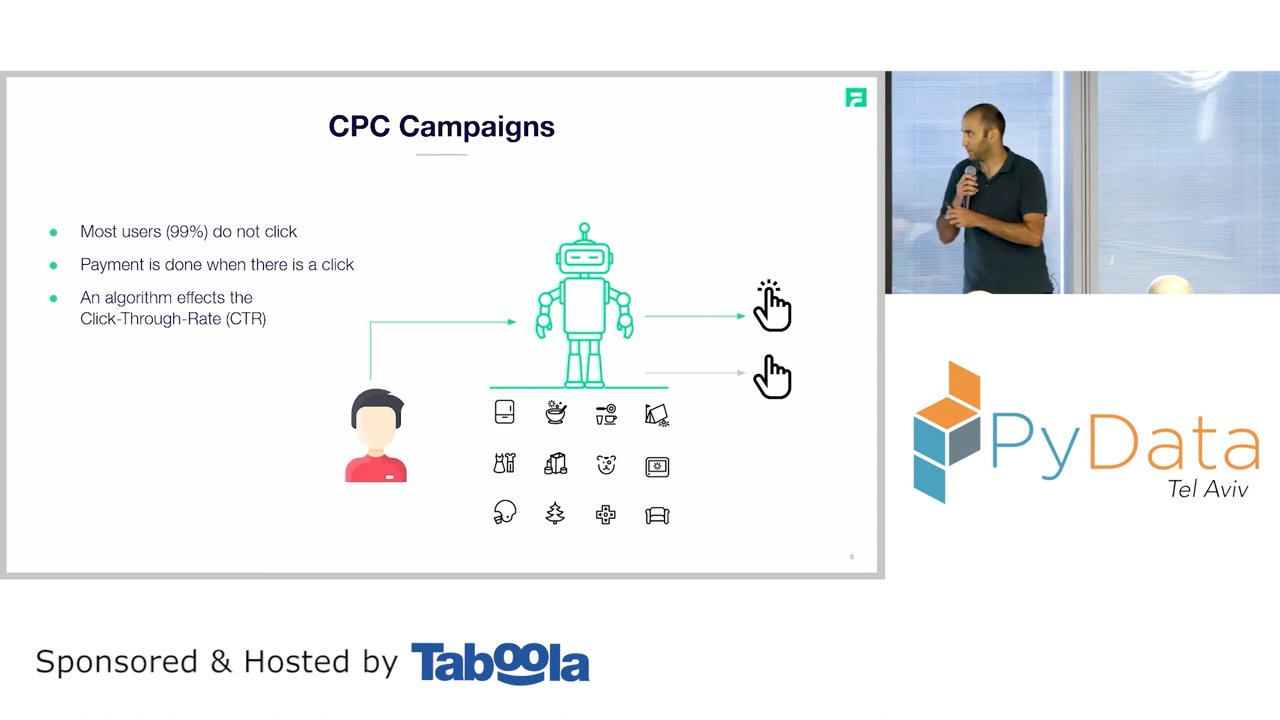 CPC Campaigns
Most users (99%) do not click
Payment is done when there is a click
An algorithm effects the
Click-Through-Rate (CTR)
9
PyData
Tel Aviv
Sponsored & Hosted by Taboola